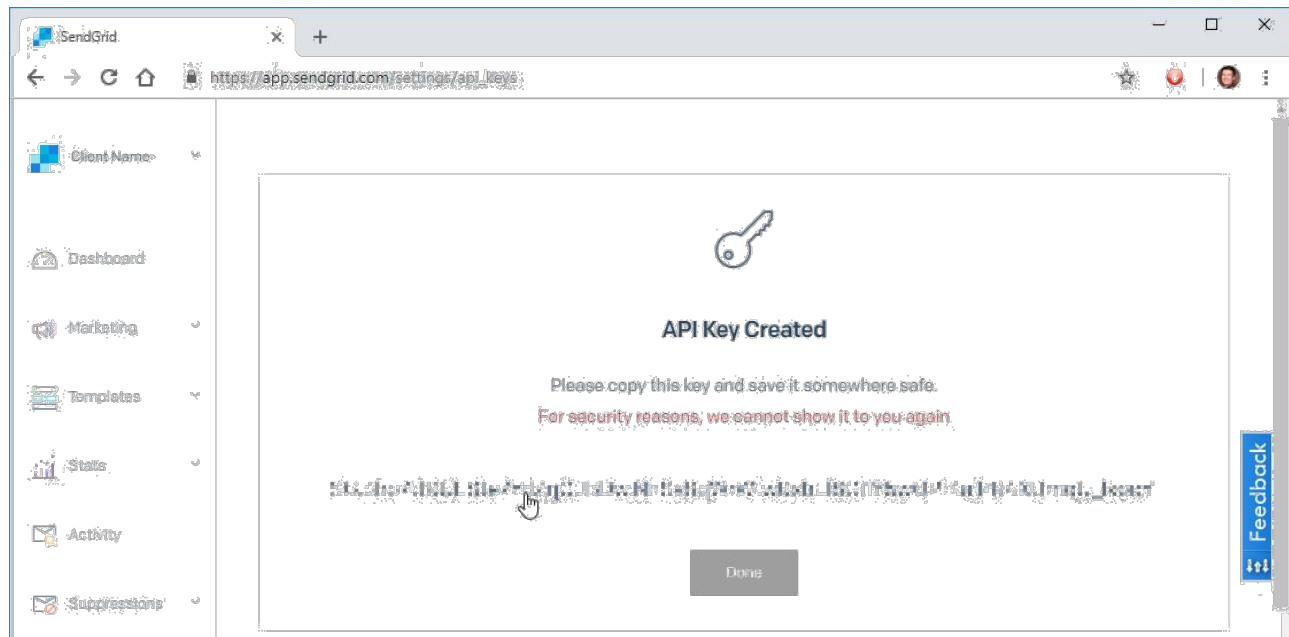 SendGrid
https://app.sendgrid.com/settings/api_keys
Client Name
Dashboard
Marketing
Templates
Stats
Activity
Suppressions
API Key Created
Please copy this key and save it somewhere safe.
For security reasons, we cannot show it to you again
Done
Feedback